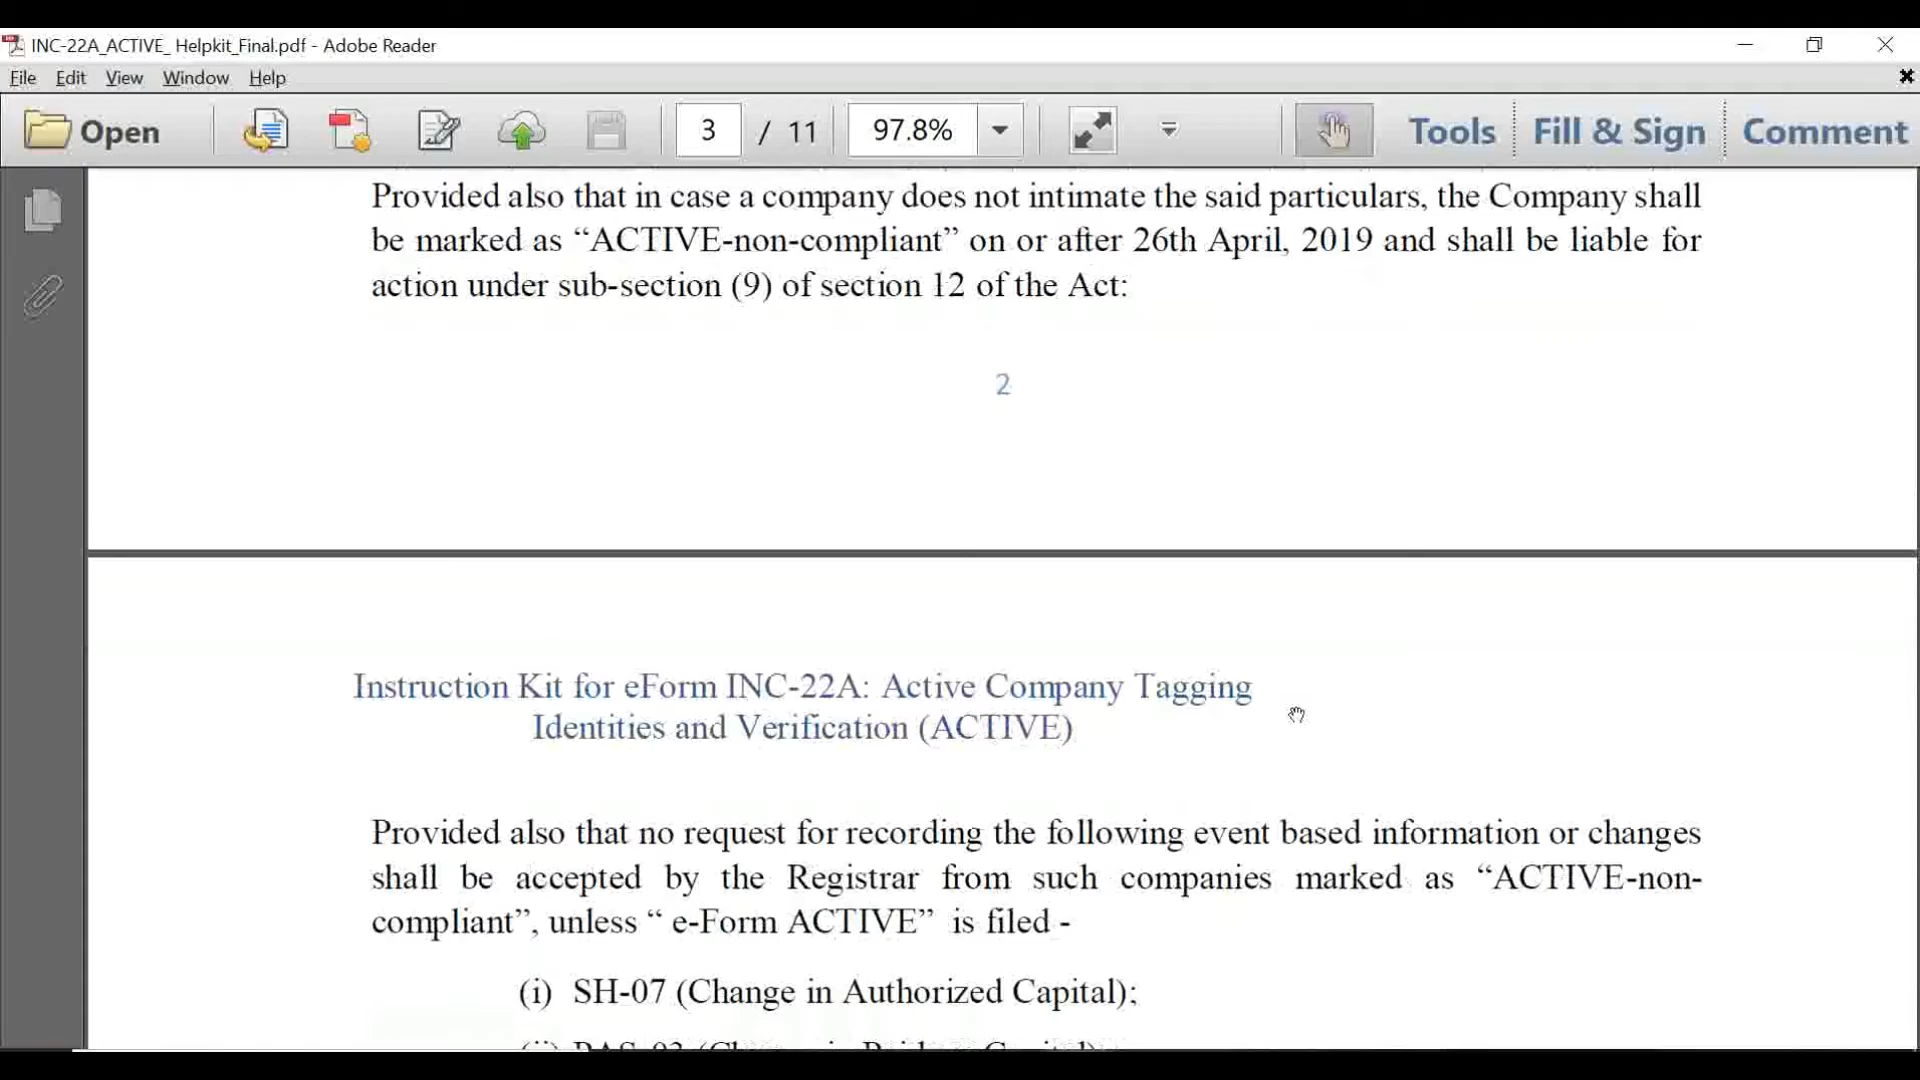 INC-22A_ACTIVE_ Helpkit_Final.pdf - Adobe Reader
File Edit View Window Help
Open 3 / 11 97.8% Tools Fill & Sign Comment
Provided also that in case a company does not intimate the said particulars, the Company shall
be marked as “ACTIVE-non-compliant” on or after 26th April, 2019 and shall be liable for
action under sub-section (9) of section 12 of the Act:
2
Instruction Kit for eForm INC-22A: Active Company Tagging
Identities and Verification (ACTIVE)
Provided also that no request for recording the following event based information or changes
shall be accepted by the Registrar from such companies marked as “ACTIVE-non-
compliant”, unless “ e-Form ACTIVE” is filed -
(i) SH-07 (Change in Authorized Capital);